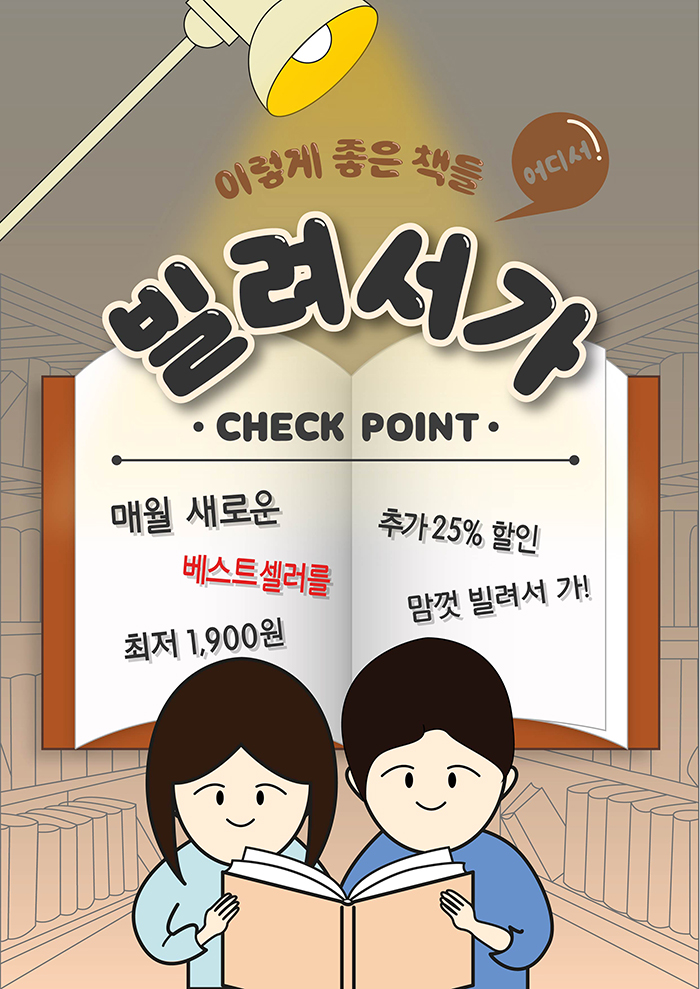 이렇게 좋은 책들
어디서!
빌려서가
· CHECK POINT ·
매월 새로운
베스트셀러를
최저 1,900원
추가 25% 할인
맘껏 빌려서 가!